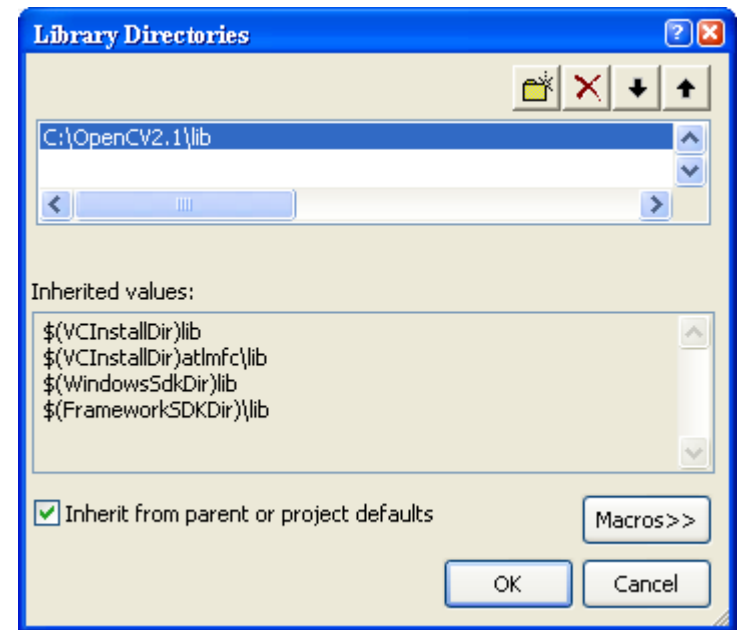 Library Directories
C:\OpenCV2.1\lib
Inherited values:
$(VCInstallDir)lib
$(VCInstallDir)atlmfc\lib
$(WindowsSdkDir)lib
$(FrameworkSDKDir)\lib
Inherit from parent or project defaults
Macros>>
OK
Cancel